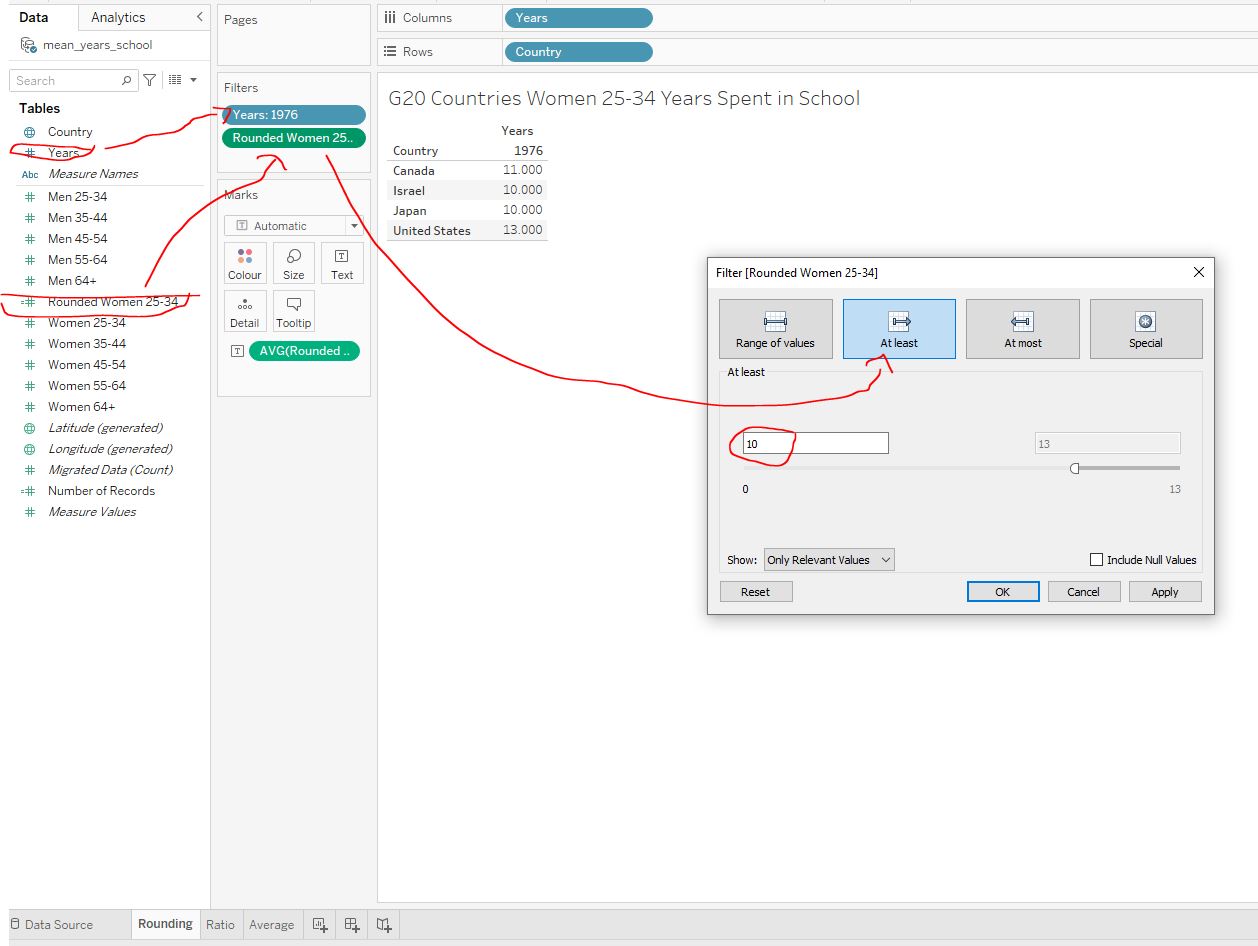 Data
Analytics
mean_years_school
Search
Tables
Country
Years
Abc Measure Names
Men 25-34
Men 35-44
Men 45-54
Men 55-64
Men 64+
Rounded Women 25-34
Women 25-34
Women 35-44
Women 45-54
Women 55-64
Women 64+
Latitude (generated)
Longitude (generated)
Migrated Data (Count)
Number of Records
Measure Values
Pages
Filters
Years: 1976
Rounded Women 25..
Marks
T Automatic
Colour Size Text
Detail Tooltip
T AVG(Rounded ..
Columns Years
Rows Country
G20 Countries Women 25-34 Years Spent in School
Years
Country 1976
Canada 11.000
Israel 10.000
Japan 10.000
United States 13.000
Filter [Rounded Women 25-34]
Range of values At least At most Special
At least
10 13
0 13
Show: Only Relevant Values Include Null Values
Reset OK Cancel Apply
Data Source Rounding Ratio Average